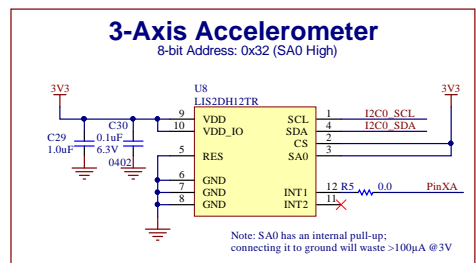 3-Axis Accelerometer
8-bit Address: 0x32 (SA0 High)
3V3
U8
LIS2DH12TR
3V3
C29
1.0uF
C30
0.1uF
6.3V
0402
9 VDD
10 VDD_IO
5 RES
6 GND
7 GND
8 GND
SCL 1 I2C0_SCL
SDA 4 I2C0_SDA
CS 2
SA0 3
INT1 12 R5 0.0 PinXA
INT2 11
Note: SA0 has an internal pull-up;
connecting it to ground will waste >100µA @3V